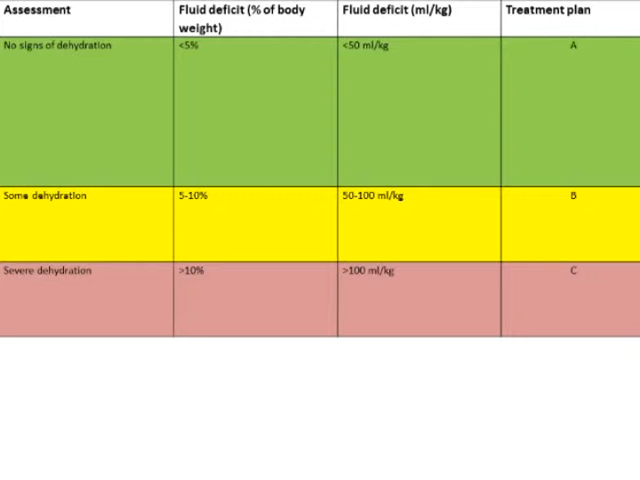 Assessment
Fluid deficit (% of body
weight)
Fluid deficit (ml/kg)
Treatment plan
No signs of dehydration
<5%
<50 ml/kg
A
Some dehydration
5-10%
50-100 ml/kg
B
Severe dehydration
>10%
>100 ml/kg
C